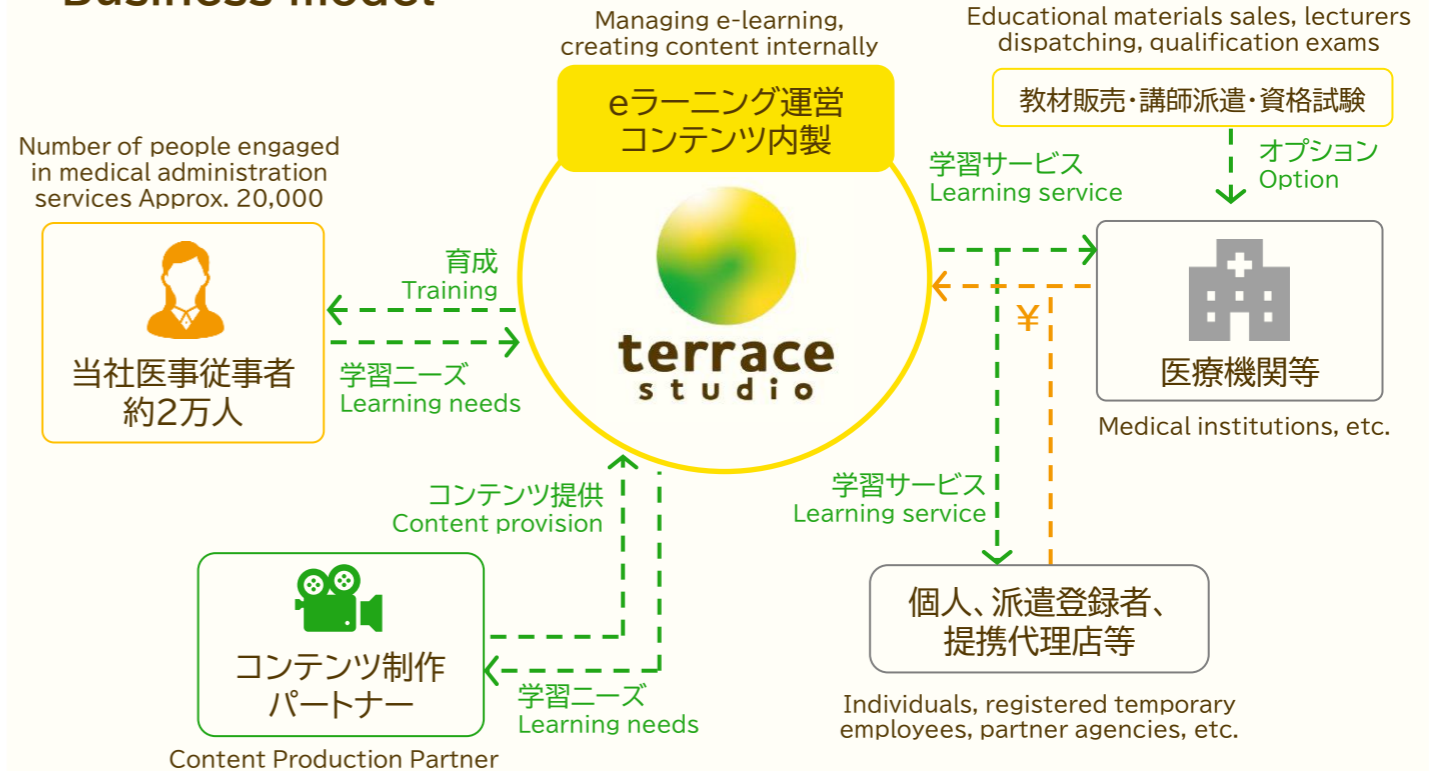 Business model
Managing e-learning,
creating content internally
eラーニング運営
コンテンツ内製
Educational materials sales, lecturers
dispatching, qualification exams
教材販売・講師派遣・資格試験
オプション
Option
学習サービス
Learning service
Number of people engaged
in medical administration
services Approx. 20,000
当社医事従事者
約2万人
育成
Training
学習ニーズ
Learning needs
terrace
studio
¥
医療機関等
Medical institutions, etc.
コンテンツ提供
Content provision
学習サービス
Learning service
コンテンツ制作
パートナー
Content Production Partner
学習ニーズ
Learning needs
個人、派遣登録者、
提携代理店等
Individuals, registered temporary
employees, partner agencies, etc.